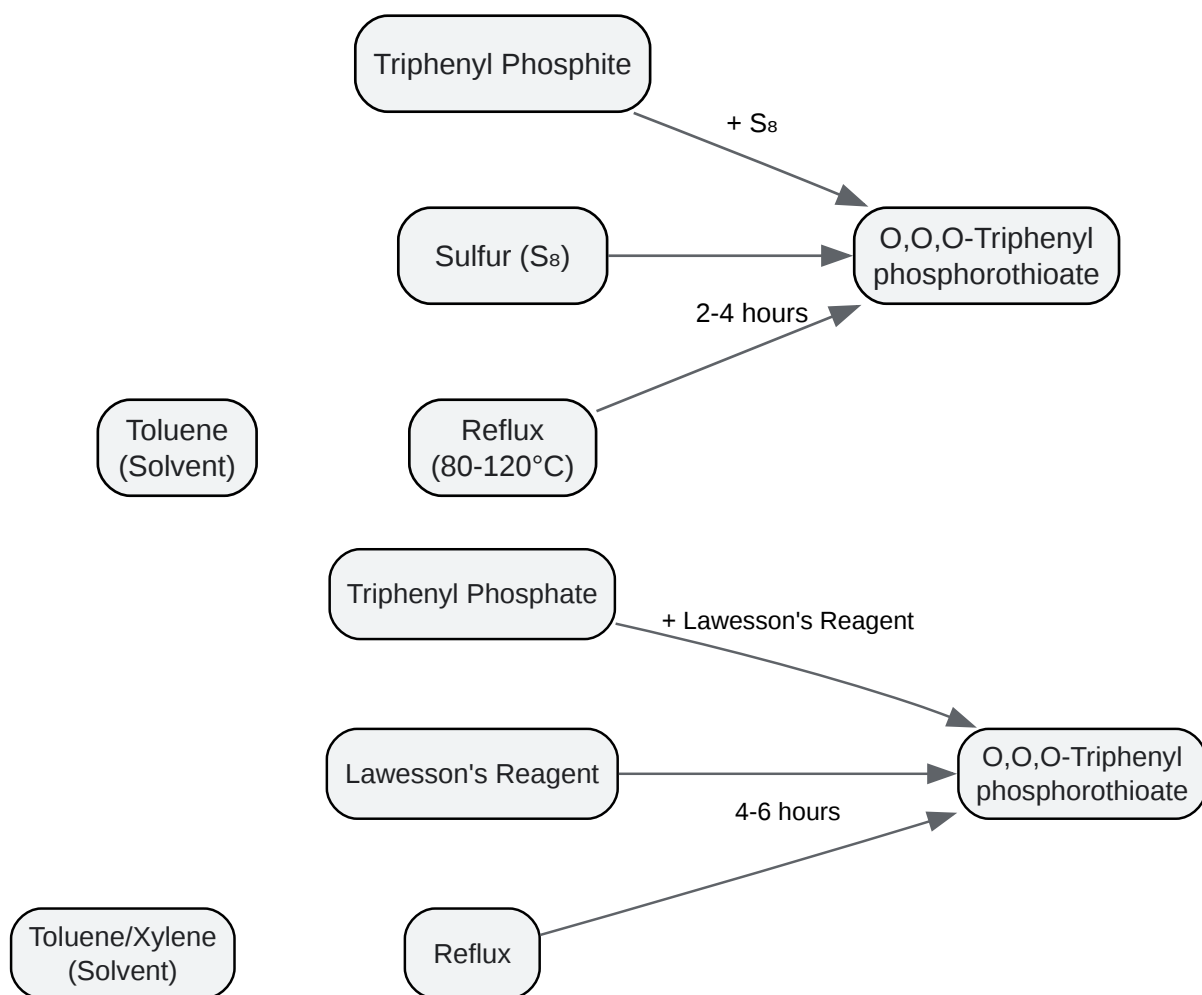 Triphenyl Phosphite
+ S₈
Sulfur (S₈)
O,O,O-Triphenyl
phosphorothioate
2-4 hours
Toluene
(Solvent)
Reflux
(80-120°C)
Triphenyl Phosphate
+ Lawesson's Reagent
Lawesson's Reagent
O,O,O-Triphenyl
phosphorothioate
4-6 hours
Toluene/Xylene
(Solvent)
Reflux